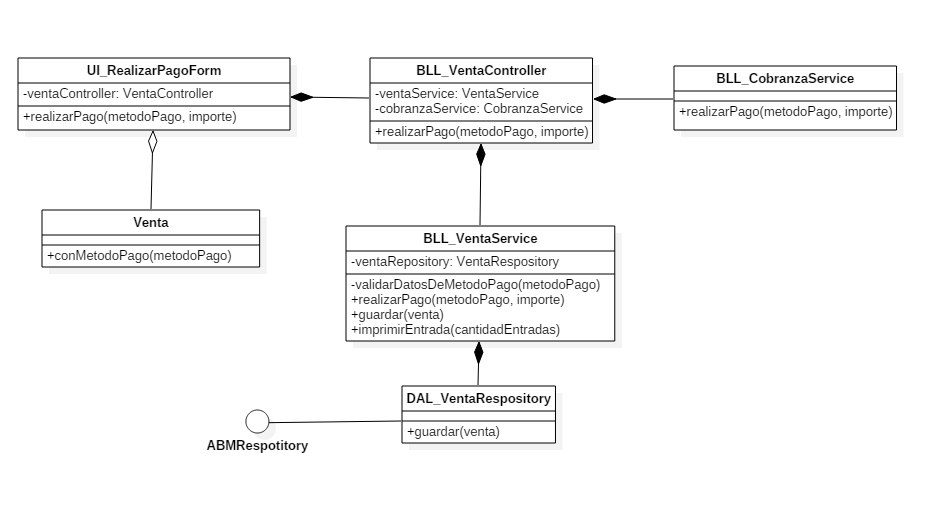 UI_RealizarPagoForm
-ventaController: VentaController
+realizarPago(metodoPago, importe)
BLL_VentaController
-ventaService: VentaService
-cobranzaService: CobranzaService
+realizarPago(metodoPago, importe)
BLL_CobranzaService
+realizarPago(metodoPago, importe)
Venta
+conMetodoPago(metodoPago)
BLL_VentaService
-ventaRepository: VentaRespository
-validarDatosDeMetodoPago(metodoPago)
+realizarPago(metodoPago, importe)
+guardar(venta)
+imprimirEntrada(cantidadEntradas)
DAL_VentaRespository
+guardar(venta)
ABMRespotitory